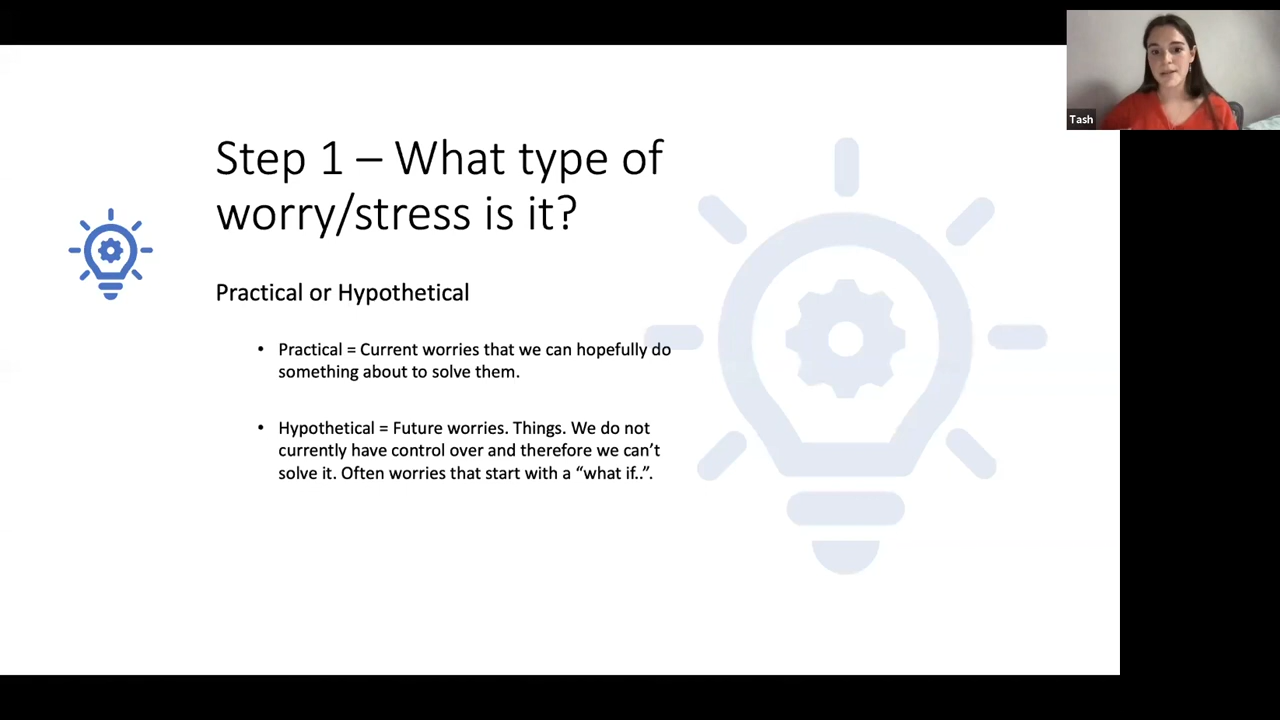 Tash
Step 1 – What type of
worry/stress is it?
Practical or Hypothetical
• Practical = Current worries that we can hopefully do
something about to solve them.
• Hypothetical = Future worries. Things. We do not
currently have control over and therefore we can’t
solve it. Often worries that start with a “what if..”.